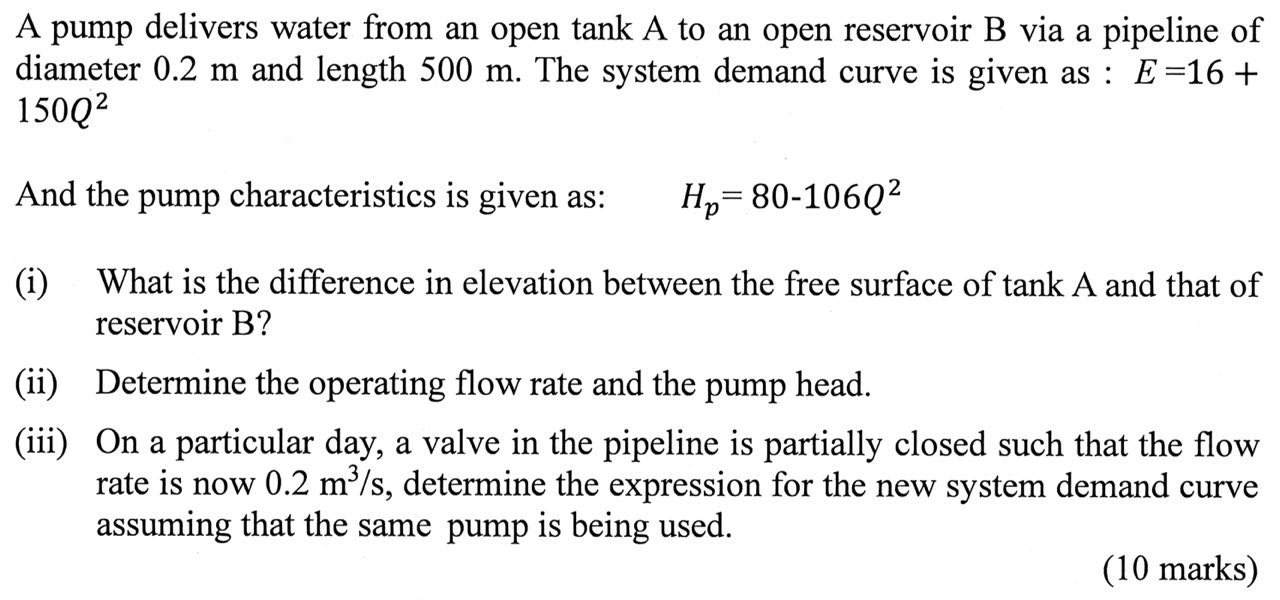 A pump delivers water from an open tank A to an open reservoir B via a pipeline of
diameter 0.2 m and length 500 m. The system demand curve is given as : E =16 +
150Q²
And the pump characteristics is given as: Hₚ= 80-106Q²
(i) What is the difference in elevation between the free surface of tank A and that of
reservoir B?
(ii) Determine the operating flow rate and the pump head.
(iii) On a particular day, a valve in the pipeline is partially closed such that the flow
rate is now 0.2 m³/s, determine the expression for the new system demand curve
assuming that the same pump is being used.
(10 marks)